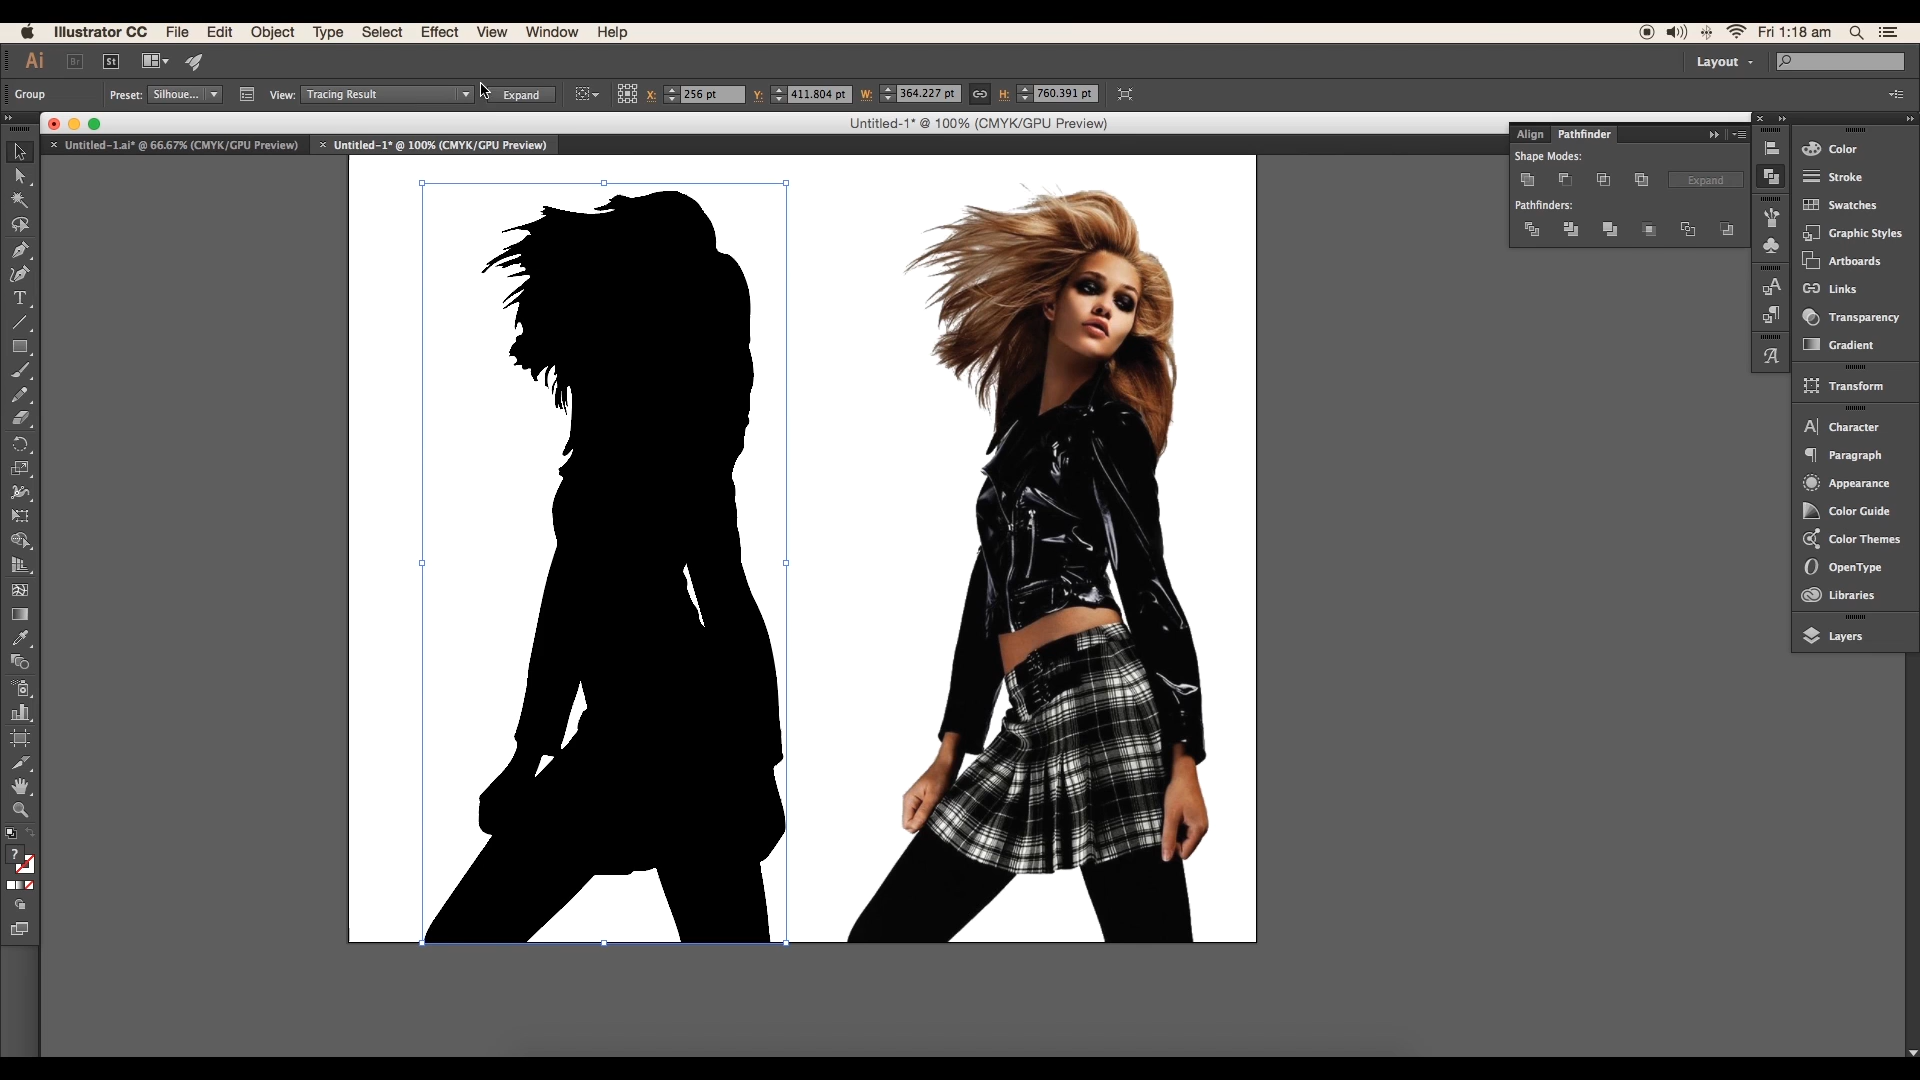 Illustrator CC File Edit Object Type Select Effect View Window Help Fri 1:18 am
Ai Br St Layout
Group Preset: Silhoue... View: Tracing Result Expand X: 256 pt Y: 411.804 pt W: 364.227 pt H: 760.391 pt
Untitled-1* @ 100% (CMYK/GPU Preview)
Untitled-1.ai* @ 66.67% (CMYK/GPU Preview) Untitled-1* @ 100% (CMYK/GPU Preview)
Align Pathfinder
Shape Modes:
Expand
Pathfinders:
Color
Stroke
Swatches
Graphic Styles
Artboards
Links
Transparency
Gradient
Transform
Character
Paragraph
Appearance
Color Guide
Color Themes
OpenType
Libraries
Layers